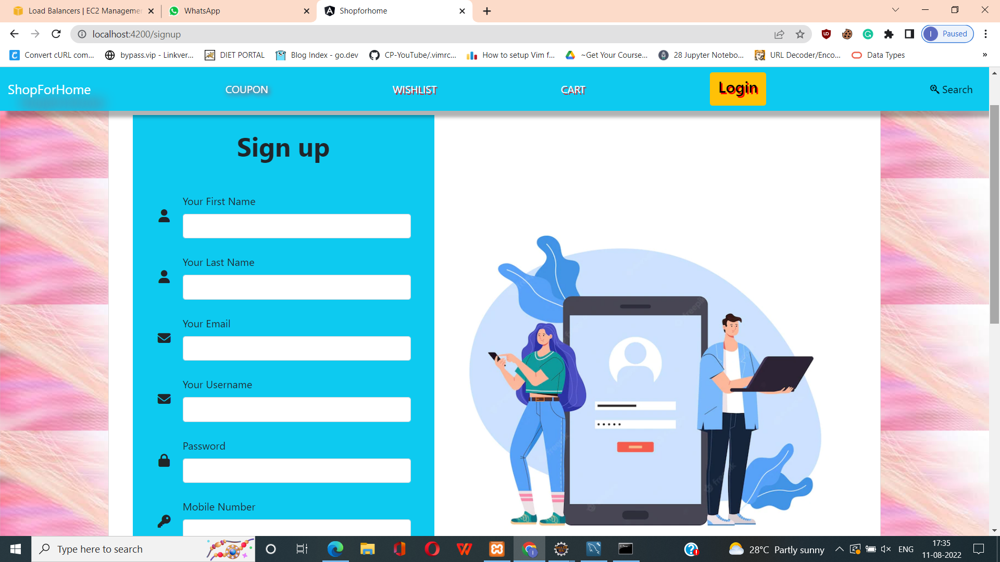 Load Balancers | EC2 Managemen
WhatsApp
Shopforhome
localhost:4200/signup
Paused
Convert cURL com...
bypass.vip - Linkver...
DIET PORTAL
Blog Index - go.dev
CP-YouTube/.vimrc...
How to setup Vim f...
~Get Your Course...
28 Jupyter Notebo...
URL Decoder/Enco...
Data Types
»
ShopForHome
COUPON
WISHLIST
CART
Login
Search
Sign up
Your First Name
Your Last Name
Your Email
Your Username
Password
Mobile Number
Type here to search
28°C Partly sunny
ENG
17:35
11-08-2022